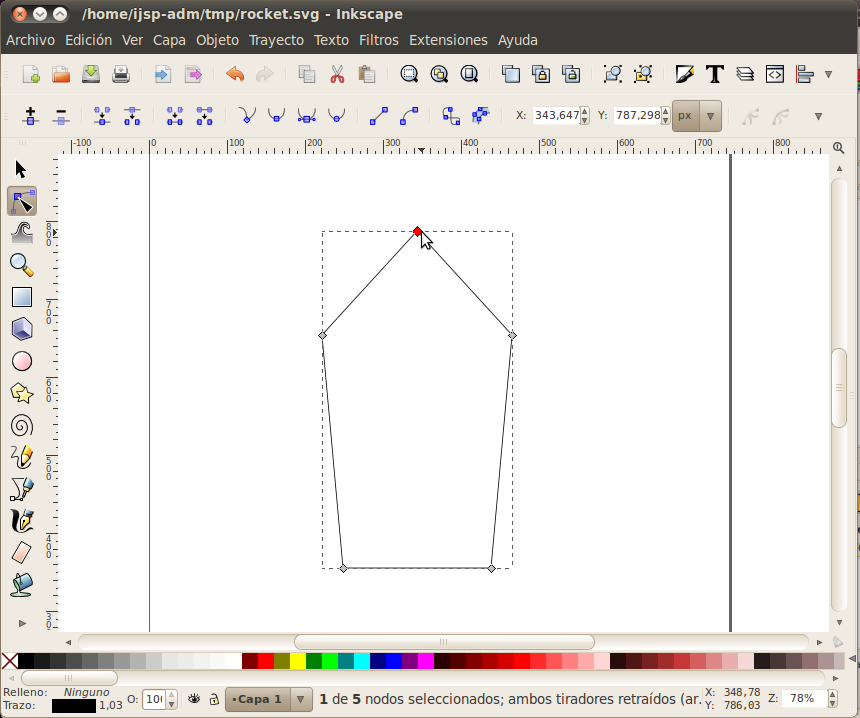 /home/ijsp-adm/tmp/rocket.svg - Inkscape
Archivo Edición Ver Capa Objeto Trayecto Texto Filtros Extensiones Ayuda
X: 343,647 Y: 787,298 px
-100 0 100 200 300 400 500 600 700 800
800
700
600
500
400
30
Relleno: Ninguno
Trazo: 1,03
O: 10
•Capa 1
1 de 5 nodos seleccionados; ambos tiradores retraídos (ar.
X: 348,78
Y: 786,03
Z: 78%